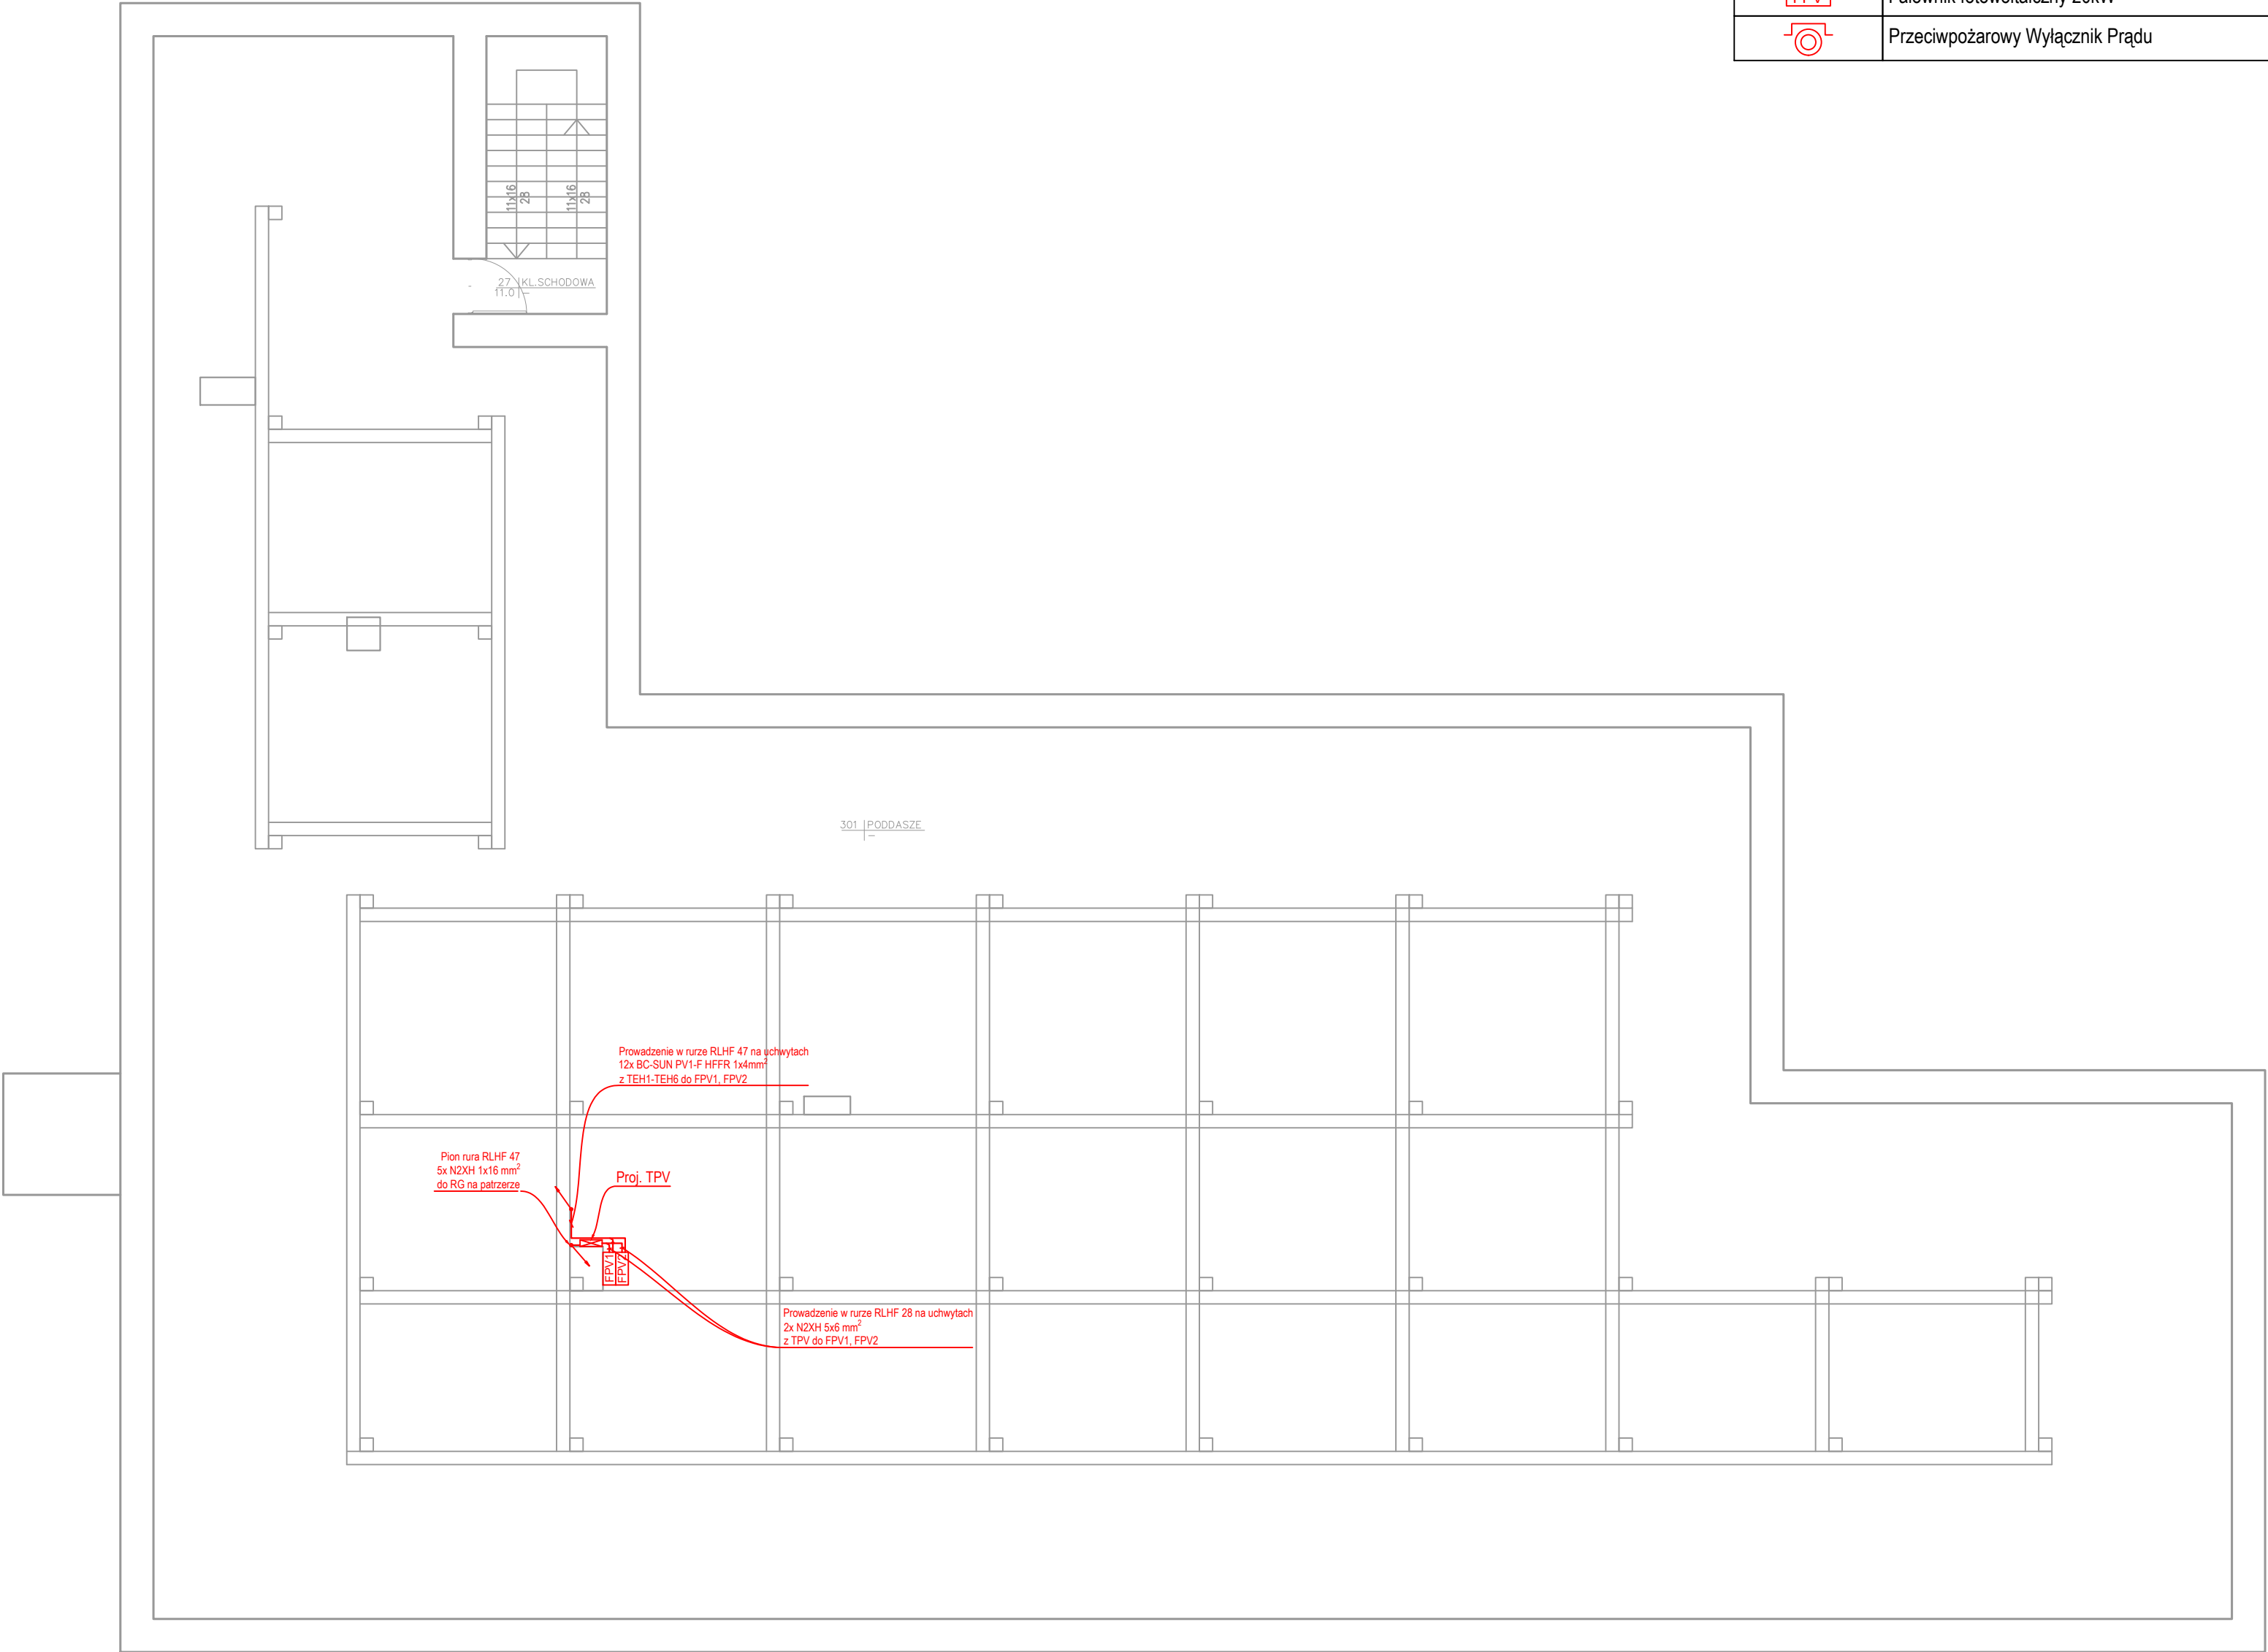 Przeciwpożarowy Wyłącznik Prądu
11x16
28
11x16
28
27 KL.SCHODOWA
11.0 –
301 PODDASZE
–
Prowadzenie w rurze RLHF 47 na uchwytach
12x BC-SUN PV1-F HFFR 1x4mm²
z TEH1-TEH6 do FPV1, FPV2
Pion rura RLHF 47
5x N2XH 1x16 mm²
do RG na patrzerze
Proj. TPV
FPV1
FPV2
Prowadzenie w rurze RLHF 28 na uchwytach
2x N2XH 5x6 mm²
z TPV do FPV1, FPV2